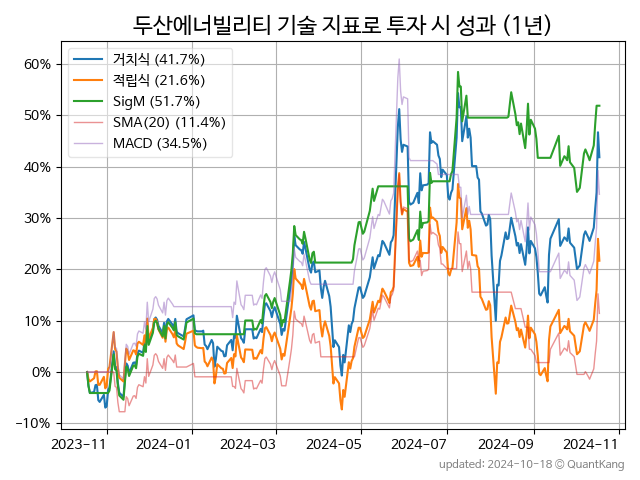 두산에너빌리티 기술 지표로 투자 시 성과 (1년)
거치식 (41.7%)
적립식 (21.6%)
SigM (51.7%)
SMA(20) (11.4%)
MACD (34.5%)
60%
50%
40%
30%
20%
10%
0%
−10%
2023-11 2024-01 2024-03 2024-05 2024-07 2024-09 2024-11
updated: 2024-10-18 © QuantKang